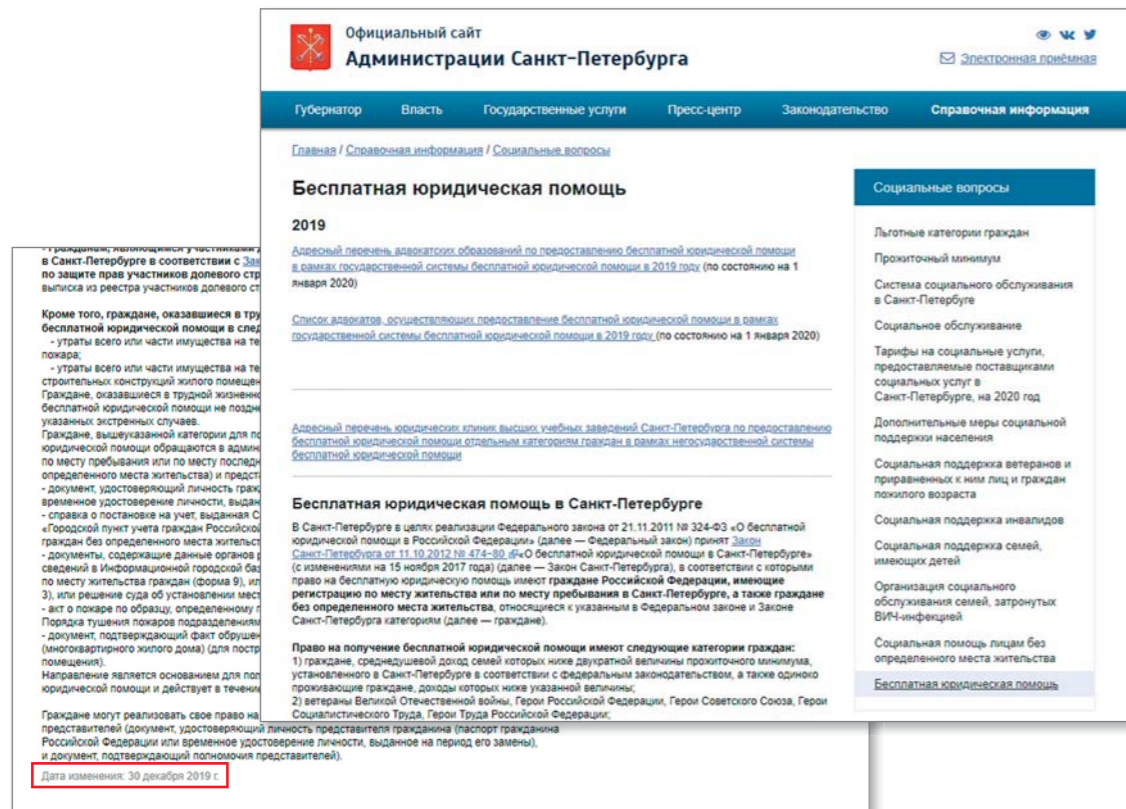 Официальный сайт
Администрации Санкт-Петербурга
Электронная приёмная
Губернатор Власть Государственные услуги Пресс-центр Законодательство Справочная информация
Главная / Справочная информация / Социальные вопросы
Бесплатная юридическая помощь
2019
Адресный перечень адвокатских образований по предоставлению бесплатной юридической помощи
в рамках государственной системы бесплатной юридической помощи в 2019 году (по состоянию на 1
января 2020)
Список адвокатов, осуществляющих предоставление бесплатной юридической помощи в рамках
государственной системы бесплатной юридической помощи в 2019 году (по состоянию на 1 января 2020)
Адресный перечень юридических клиник высших учебных заведений Санкт-Петербурга по предоставлению
бесплатной юридической помощи отдельным категориям граждан в рамках негосударственной системы
бесплатной юридической помощи
Бесплатная юридическая помощь в Санкт-Петербурге
В Санкт-Петербурге в целях реализации Федерального закона от 21.11.2011 № 324-ФЗ «О бесплатной
юридической помощи в Российской Федерации» (далее — Федеральный закон) принят Закон
Санкт-Петербурга от 11.10.2012 № 474-80 «О бесплатной юридической помощи в Санкт-Петербурге»
(с изменениями на 15 ноября 2017 года) (далее — Закон Санкт-Петербурга), в соответствии с которыми
право на бесплатную юридическую помощь имеют граждане Российской Федерации, имеющие
регистрацию по месту жительства или по месту пребывания в Санкт-Петербурге, а также граждане
без определенного места жительства, относящиеся к указанным в Федеральном законе и Законе
Санкт-Петербурга категориям (далее — граждане).
Право на получение бесплатной юридической помощи имеют следующие категории граждан:
1) граждане, среднедушевой доход семей которых ниже двукратной величины прожиточного минимума,
установленного в Санкт-Петербурге в соответствии с федеральным законодательством, а также одиноко
проживающие граждане, доходы которых ниже указанной величины;
2) ветераны Великой Отечественной войны, Герои Российской Федерации, Герои Советского Союза, Герои
Социалистического Труда, Герои Труда Российской Федерации;
Социальные вопросы
Льготные категории граждан
Прожиточный минимум
Система социального обслуживания
в Санкт-Петербуге
Социальное обслуживание
Тарифы на социальные услуги,
предоставляемые поставщиками
социальных услуг в
Санкт-Петербурге, на 2020 год
Дополнительные меры социальной
поддержки населения
Социальная поддержка ветеранов и
приравненных к ним лиц и граждан
пожилого возраста
Социальная поддержка инвалидов
Социальная поддержка семей,
имеющих детей
Организация социального
обслуживания семей, затронутых
ВИЧ-инфекцией
Социальная помощь лицам без
определенного места жительства
Бесплатная юридическая помощь
- гражданам, являющимся участниками
в Санкт-Петербурге в соответствии с Зак
по защите прав участников долевого стр
выписка из реестра участников долевого ст
Кроме того, граждане, оказавшиеся в тру
бесплатной юридической помощи в след
- утраты всего или части имущества на те
пожара;
- утраты всего или части имущества на те
строительных конструкций жилого помещен
Граждане, оказавшиеся в трудной жизненно
бесплатной юридической помощи не поздне
указанных экстренных случаев.
Граждане, вышеуказанной категории для по
юридической помощи обращаются в админ
по месту пребывания или по месту последн
определенного места жительства) и предст
- документ, удостоверяющий личность граж
временное удостоверение личности, выдан
- справка о постановке на учет, выданная С
«Городской пункт учета граждан Российской
граждан без определенного места жительст
- документы, содержащие данные органов р
сведений в Информационной городской баз
по месту жительства граждан (форма 9), ил
3), или решение суда об установлении мест
- акт о пожаре по образцу, определенному п
Порядка тушения пожаров подразделениям
- документ, подтверждающий факт обрушен
(многоквартирного жилого дома) (для постр
помещения).
Направление является основанием для пол
юридической помощи и действует в течение
Граждане могут реализовать свое право на
представителей (документ, удостоверяющий личность представителя гражданина (паспорт гражданина
Российской Федерации или временное удостоверение личности, выданное на период его замены),
и документ, подтверждающий полномочия представителей).
Дата изменения: 30 декабря 2019 г.